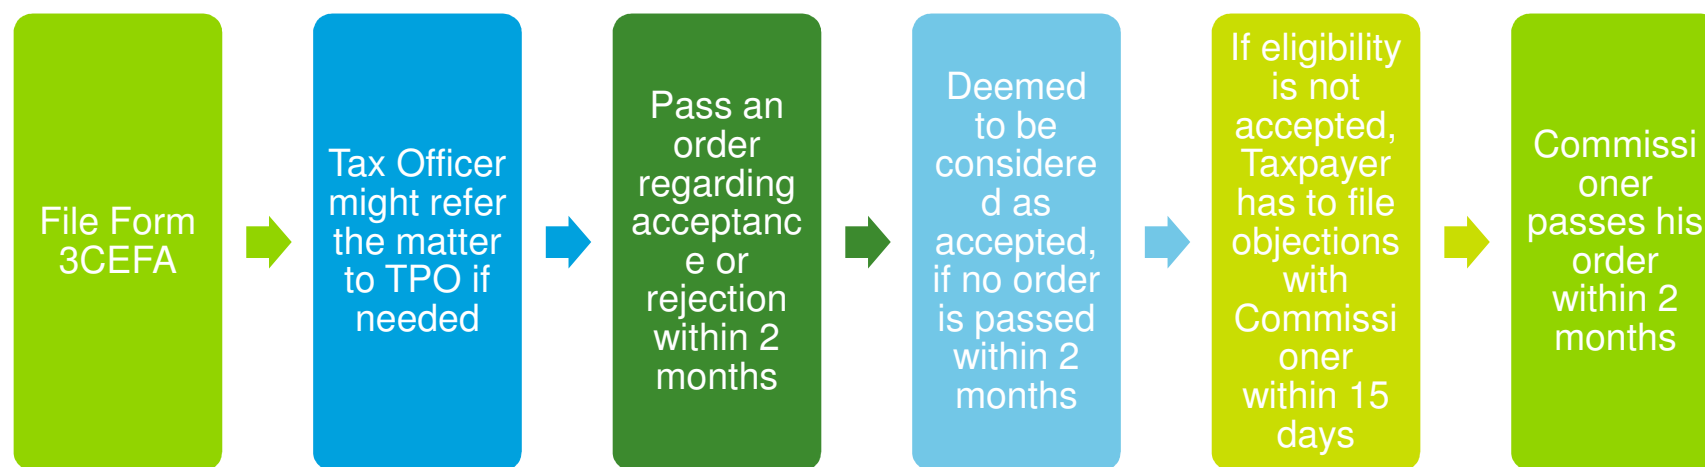 File Form
3CEFA
Tax Officer
might refer
the matter
to TPO if
needed
Pass an
order
regarding
acceptanc
e or
rejection
within 2
months
Deemed
to be
considere
d as
accepted,
if no order
is passed
within 2
months
If eligibility
is not
accepted,
Taxpayer
has to file
objections
with
Commissi
oner
within 15
days
Commissi
oner
passes his
order
within 2
months